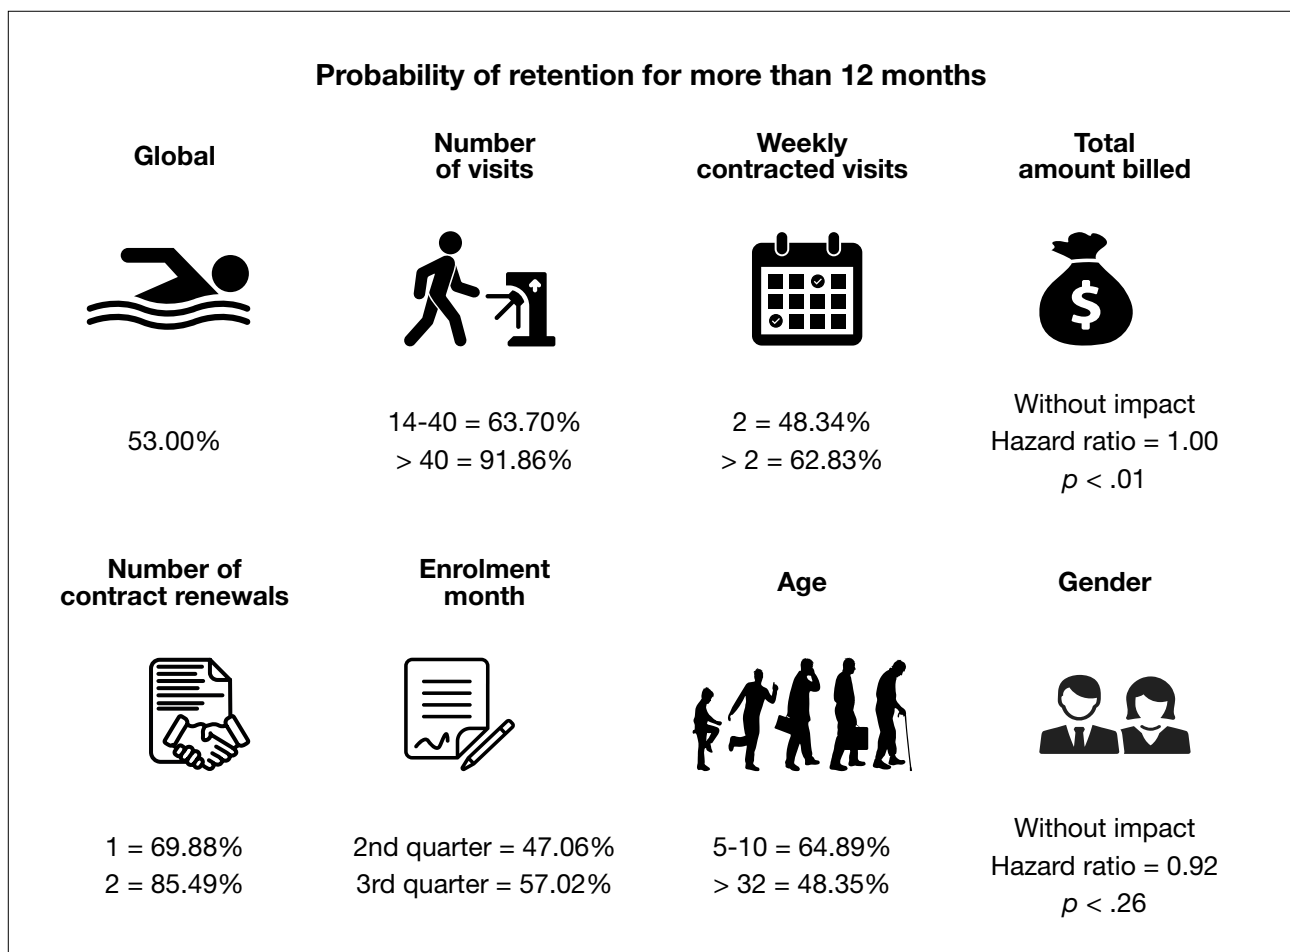 Probability of retention for more than 12 months
Global
Number
of visits
Weekly
contracted visits
Total
amount billed
$
53.00%
14-40 = 63.70%
> 40 = 91.86%
2 = 48.34%
> 2 = 62.83%
Without impact
Hazard ratio = 1.00
p < .01
Number of
contract renewals
Enrolment
month
Age
Gender
1 = 69.88%
2 = 85.49%
2nd quarter = 47.06%
3rd quarter = 57.02%
5-10 = 64.89%
> 32 = 48.35%
Without impact
Hazard ratio = 0.92
p < .26